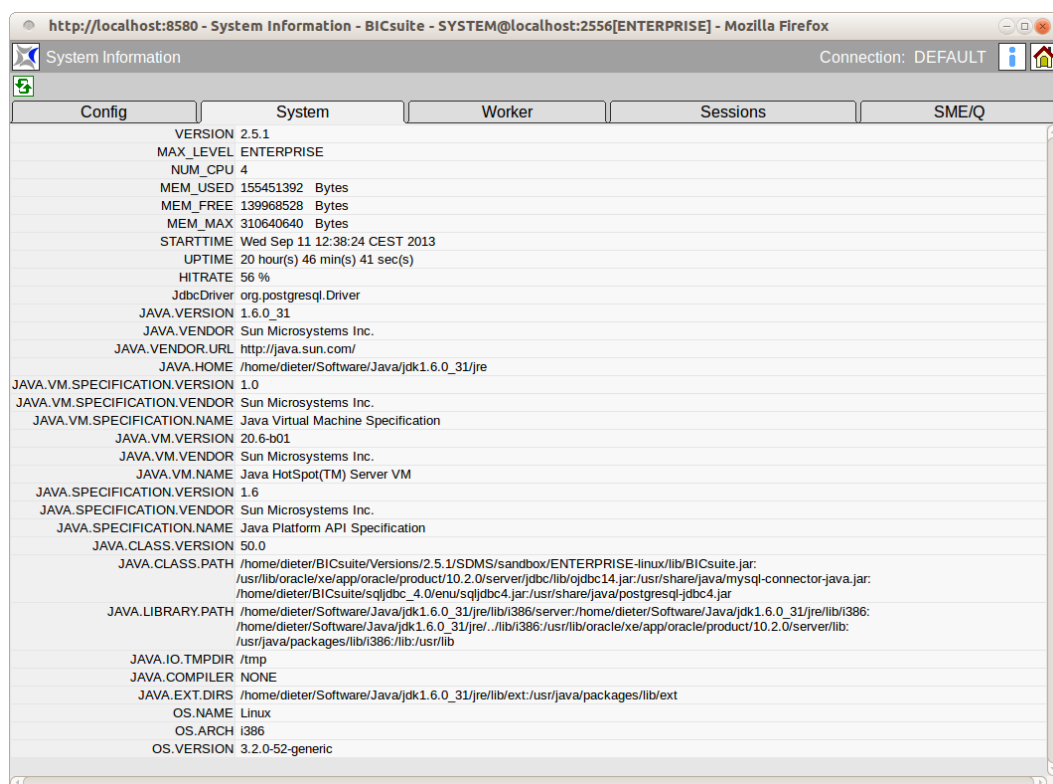 http://localhost:8580 - System Information - BICsuite - SYSTEM@localhost:2556[ENTERPRISE] - Mozilla Firefox
System Information Connection: DEFAULT
Config System Worker Sessions SME/Q
VERSION 2.5.1
MAX_LEVEL ENTERPRISE
NUM_CPU 4
MEM_USED 155451392 Bytes
MEM_FREE 139968528 Bytes
MEM_MAX 310640640 Bytes
STARTTIME Wed Sep 11 12:38:24 CEST 2013
UPTIME 20 hour(s) 46 min(s) 41 sec(s)
HITRATE 56 %
JdbcDriver org.postgresql.Driver
JAVA.VERSION 1.6.0_31
JAVA.VENDOR Sun Microsystems Inc.
JAVA.VENDOR.URL http://java.sun.com/
JAVA.HOME /home/dieter/Software/Java/jdk1.6.0_31/jre
JAVA.VM.SPECIFICATION.VERSION 1.0
JAVA.VM.SPECIFICATION.VENDOR Sun Microsystems Inc.
JAVA.VM.SPECIFICATION.NAME Java Virtual Machine Specification
JAVA.VM.VERSION 20.6-b01
JAVA.VM.VENDOR Sun Microsystems Inc.
JAVA.VM.NAME Java HotSpot(TM) Server VM
JAVA.SPECIFICATION.VERSION 1.6
JAVA.SPECIFICATION.VENDOR Sun Microsystems Inc.
JAVA.SPECIFICATION.NAME Java Platform API Specification
JAVA.CLASS.VERSION 50.0
JAVA.CLASS.PATH /home/dieter/BICsuite/Versions/2.5.1/SDMS/sandbox/ENTERPRISE-linux/lib/BICsuite.jar:
/usr/lib/oracle/xe/app/oracle/product/10.2.0/server/jdbc/lib/ojdbc14.jar:/usr/share/java/mysql-connector-java.jar:
/home/dieter/BICsuite/sqljdbc_4.0/enu/sqljdbc4.jar:/usr/share/java/postgresql-jdbc4.jar
JAVA.LIBRARY.PATH /home/dieter/Software/Java/jdk1.6.0_31/jre/lib/i386/server:/home/dieter/Software/Java/jdk1.6.0_31/jre/lib/i386:
/home/dieter/Software/Java/jdk1.6.0_31/jre/../lib/i386:/usr/lib/oracle/xe/app/oracle/product/10.2.0/server/lib:
/usr/java/packages/lib/i386:/lib:/usr/lib
JAVA.IO.TMPDIR /tmp
JAVA.COMPILER NONE
JAVA.EXT.DIRS /home/dieter/Software/Java/jdk1.6.0_31/jre/lib/ext:/usr/java/packages/lib/ext
OS.NAME Linux
OS.ARCH i386
OS.VERSION 3.2.0-52-generic